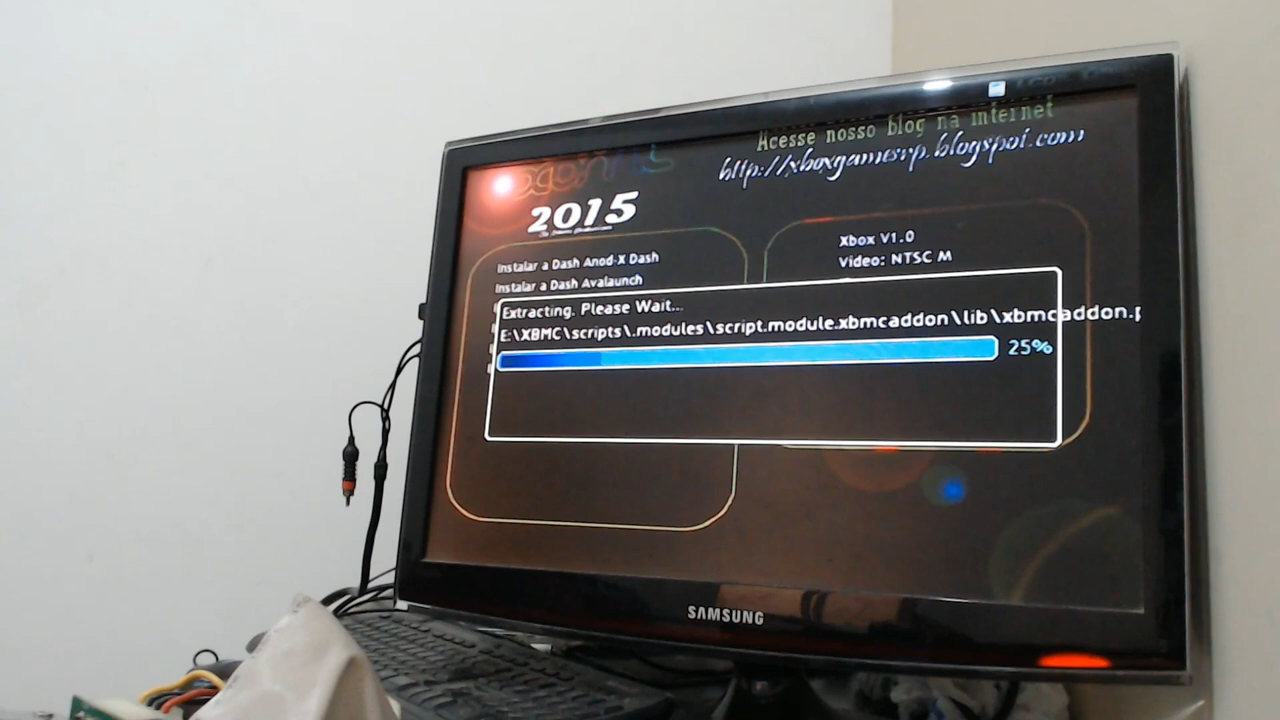 Acesse nosso blog na internet
http://xboxgamesrp.blogspot.com
2015
Instalar a Dash Anod-X Dash
Instalar a Dash Avalaunch
Xbox V1.0
Video: NTSC M
Extracting. Please Wait...
E:\XBMC\scripts\.modules\script.module.xbmcaddon\lib\xbmcaddon.p
25%
SAMSUNG